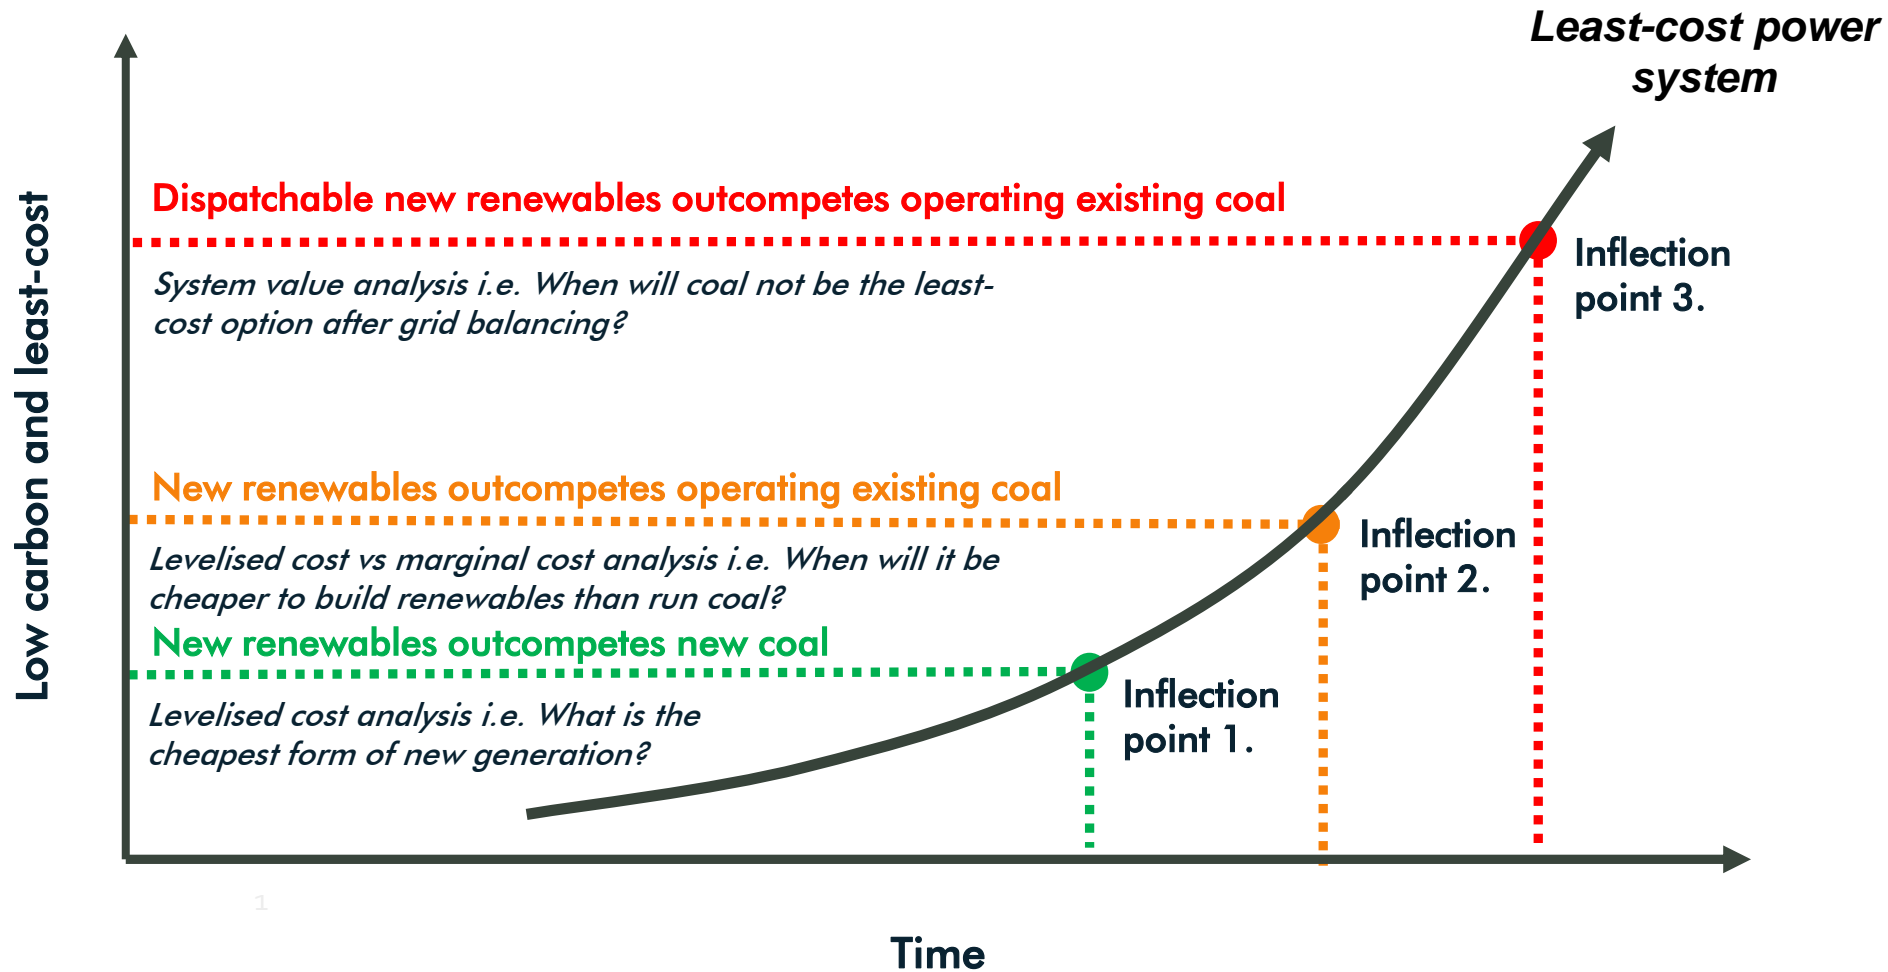 Least-cost power
system
Low carbon and least-cost
Dispatchable new renewables outcompetes operating existing coal
System value analysis i.e. When will coal not be the least-
cost option after grid balancing?
Inflection
point 3.
New renewables outcompetes operating existing coal
Levelised cost vs marginal cost analysis i.e. When will it be
cheaper to build renewables than run coal?
Inflection
point 2.
New renewables outcompetes new coal
Levelised cost analysis i.e. What is the
cheapest form of new generation?
Inflection
point 1.
1
Time